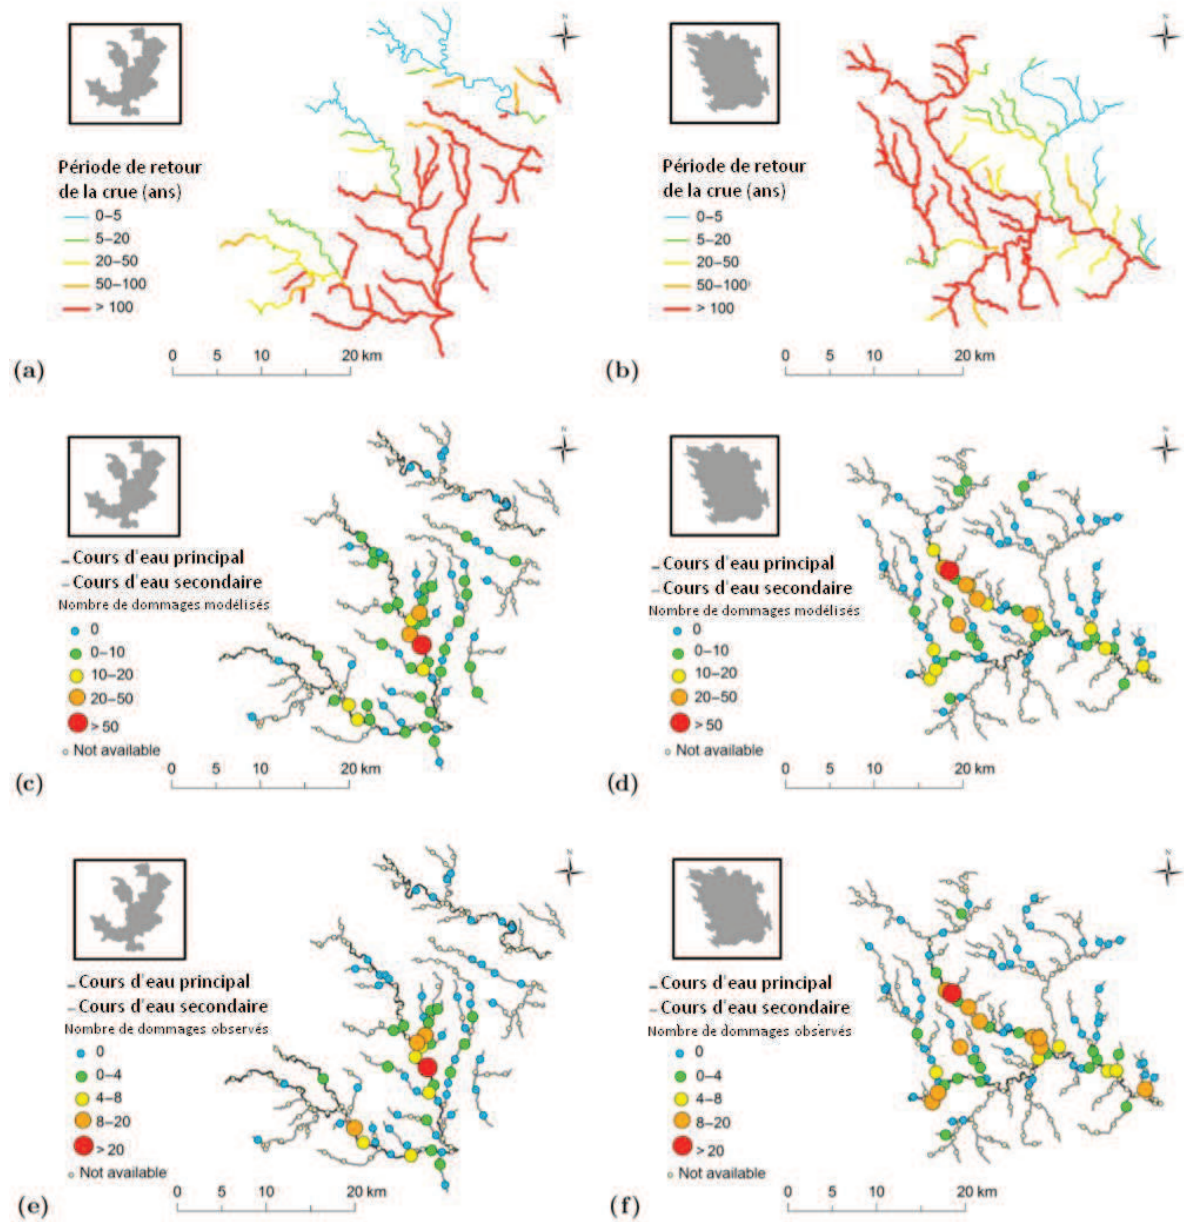 N
Période de retour
de la crue (ans)
0–5
5–20
20–50
50–100
> 100
0 5 10 20 km
(a)
N
Période de retour
de la crue (ans)
0–5
5–20
20–50
50–100
> 100
0 5 10 20 km
(b)
N
Cours d'eau principal
Cours d'eau secondaire
Nombre de dommages modélisés
0
0–10
10–20
20–50
>50
Not available
0 5 10 20 km
(c)
N
Cours d'eau principal
Cours d'eau secondaire
Nombre de dommages modélisés
0
0–10
10–20
20–50
>50
Not available
0 5 10 20 km
(d)
N
Cours d'eau principal
Cours d'eau secondaire
Nombre de dommages observés
0
0–4
4–8
8–20
>20
Not available
0 5 10 20 km
(e)
N
Cours d'eau principal
Cours d'eau secondaire
Nombre de dommages observés
0
0–4
4–8
8–20
>20
Not available
0 5 10 20 km
(f)